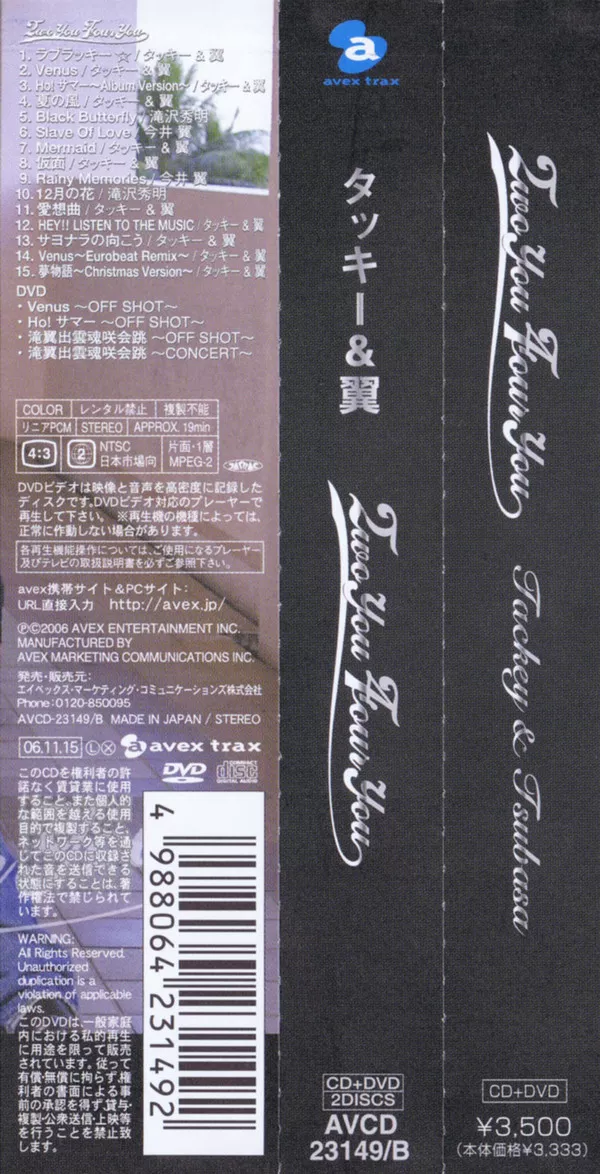 Two You Four You
1. ラブラッキー ☆ / タッキー & 翼
2. Venus / タッキー & 翼
3. Ho! サマー～Album Version～ / タッキー & 翼
4. 夏の風 / タッキー & 翼
5. Black Butterfly / 滝沢秀明
6. Slave Of Love / 今井 翼
7. Mermaid / タッキー & 翼
8. 仮面 / タッキー & 翼
9. Rainy Memories / 今井 翼
10. 12月の花 / 滝沢秀明
11. 愛想曲 / タッキー & 翼
12. HEY!! LISTEN TO THE MUSIC / タッキー & 翼
13. サヨナラの向こう / タッキー & 翼
14. Venus～Eurobeat Remix～ / タッキー & 翼
15. 夢物語～Christmas Version～ / タッキー & 翼
DVD
・Venus ～OFF SHOT～
・Ho! サマー ～OFF SHOT～
・滝翼出雲魂咲会跳 ～OFF SHOT～
・滝翼出雲魂咲会跳 ～CONCERT～
COLOR レンタル禁止 複製不能
リニアPCM STEREO APPROX. 19min
4:3 2 NTSC 日本市場向 片面・1層 MPEG-2
DVDビデオは映像と音声を高密度に記録した
ディスクです。DVDビデオ対応のプレーヤーで
再生して下さい。 ※再生機の機種によっては、
正常に作動しない場合があります。
各再生機能操作については、ご使用になるプレーヤー
及びテレビの取扱説明書を必ずご参照下さい。
avex携帯サイト&PCサイト:
URL直接入力 http://avex.jp/
℗©2006 AVEX ENTERTAINMENT INC.
MANUFACTURED BY
AVEX MARKETING COMMUNICATIONS INC.
発売・販売元:
エイベックス・マーケティング・コミュニケーションズ株式会社
Phone:0120-850095
AVCD-23149/B MADE IN JAPAN / STEREO
06.11.15 Ⓛ ⓧ avex trax
DVD COMPACT disc DIGITAL AUDIO
このCDを権利者の許
諾なく賃貸業に使用
すること、また個人的
な範囲を越える使用
目的で複製すること、
ネットワーク等を通
じてこのCDに収録さ
れた音を送信できる
状態にすることは、著
作権法で禁じられて
います。
WARNING:
All Rights Reserved.
Unauthorized
duplication is a
violation of applicable
laws.
このDVDは、一般家庭
内における私的再生
に用途を限って販売
されています。従って
有償・無償に拘らず、権
利者の書面による事
前の承認を得ず、貸与・
複製・公衆送信・上映等
を行うことを禁止致
します。
4 988064 231492
avex trax
タッキー&翼
Two You Four You
CD+DVD
2DISCS
AVCD
23149/B
Two You Four You
Tackey & Tsubasa
CD+DVD
¥3,500
(本体価格¥3,333)